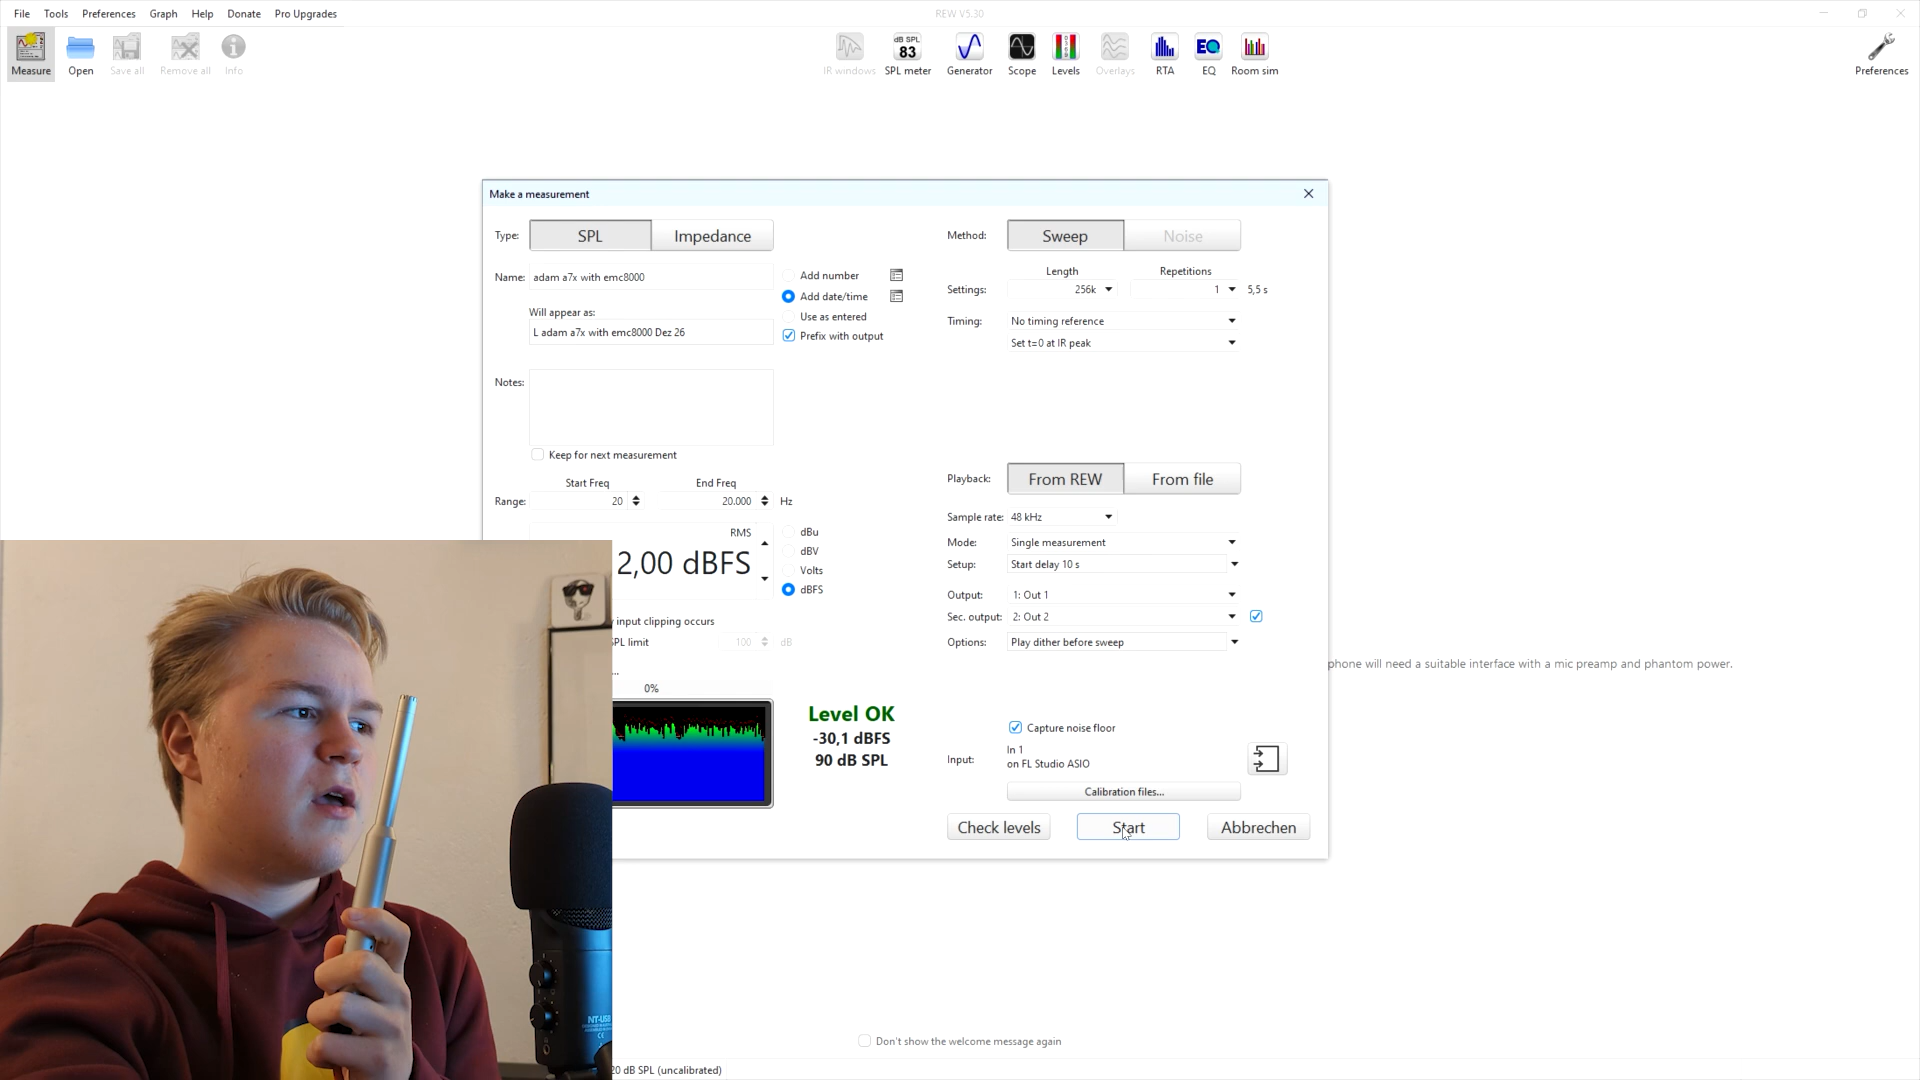 File Tools Preferences Graph Help Donate Pro Upgrades
REW V5.30
Measure Open Save all Remove all Info
IR windows
dB SPL
83
SPL meter Generator Scope Levels Overlays RTA
EQ
EQ Room sim
Preferences
Make a measurement
Type: SPL Impedance
Name: adam a7x with emc8000
Will appear as:
L adam a7x with emc8000 Dez 26
Add number
Add date/time
Use as entered
Prefix with output
Notes:
Keep for next measurement
Start Freq End Freq
Range: 20 20.000 Hz
RMS
2,00 dBFS
dBu
dBV
Volts
dBFS
input clipping occurs
SPL limit 100 dB
...
0%
Level OK
-30,1 dBFS
90 dB SPL
Method: Sweep Noise
Length Repetitions
Settings: 256k 1 5,5 s
Timing: No timing reference
Set t=0 at IR peak
Playback: From REW From file
Sample rate: 48 kHz
Mode: Single measurement
Setup: Start delay 10 s
Output: 1: Out 1
Sec. output: 2: Out 2
Options: Play dither before sweep
Capture noise floor
Input: In 1
on FL Studio ASIO
Calibration files...
Check levels Start Abbrechen
phone will need a suitable interface with a mic preamp and phantom power.
Don't show the welcome message again
20 dB SPL (uncalibrated)
NT-USB